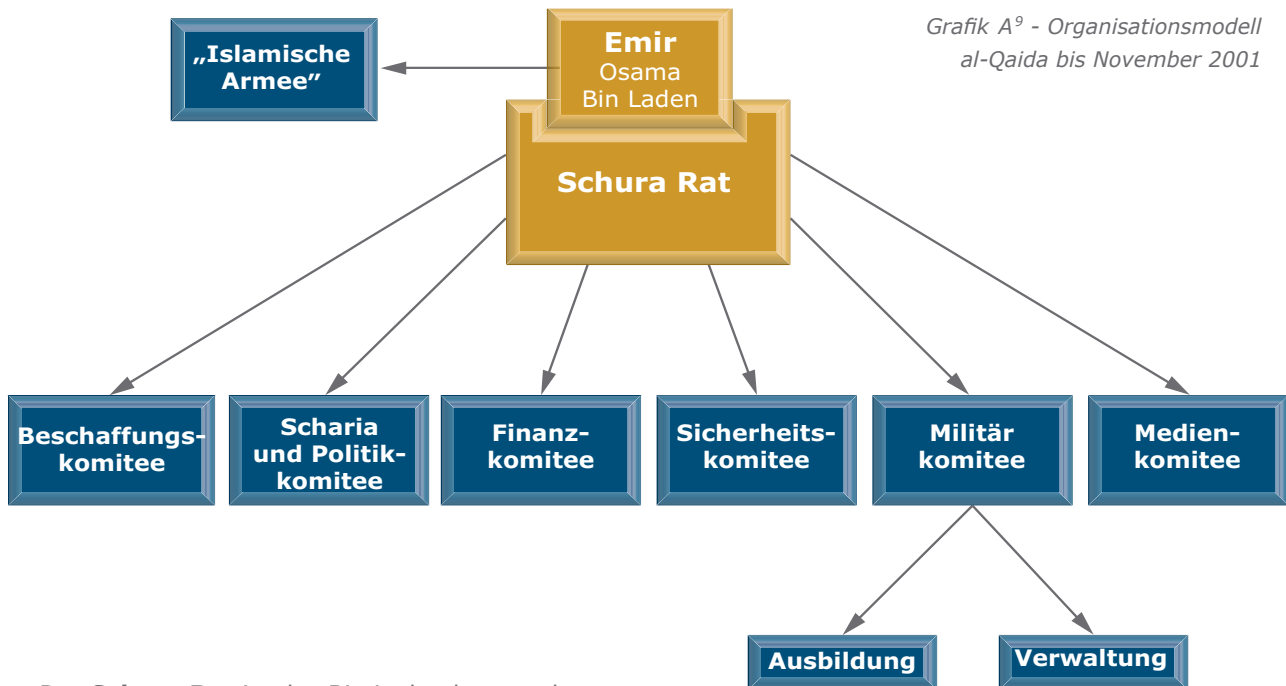 Grafik A⁹ - Organisationsmodell
al-Qaida bis November 2001
„Islamische
Armee”
Emir
Osama
Bin Laden
Schura Rat
Beschaffungs-
komitee
Scharia
und Politik-
komitee
Finanz-
komitee
Sicherheits-
komitee
Militär
komitee
Medien-
komitee
Ausbildung
Verwaltung